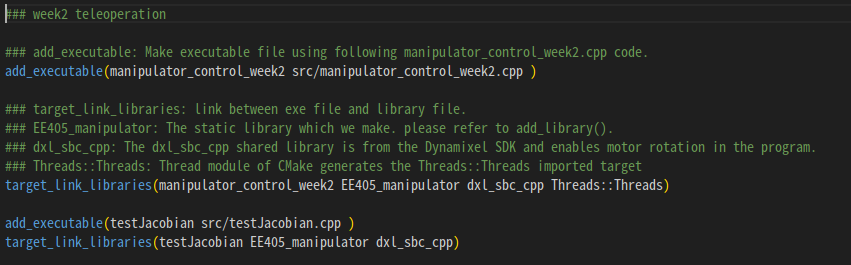 ### week2 teleoperation
### add_executable: Make executable file using following manipulator_control_week2.cpp code.
add_executable(manipulator_control_week2 src/manipulator_control_week2.cpp )
### target_link_libraries: link between exe file and library file.
### EE405_manipulator: The static library which we make. please refer to add_library().
### dxl_sbc_cpp: The dxl_sbc_cpp shared library is from the Dynamixel SDK and enables motor rotation in the program.
### Threads::Threads: Thread module of CMake generates the Threads::Threads imported target
target_link_libraries(manipulator_control_week2 EE405_manipulator dxl_sbc_cpp Threads::Threads)
add_executable(testJacobian src/testJacobian.cpp )
target_link_libraries(testJacobian EE405_manipulator dxl_sbc_cpp)